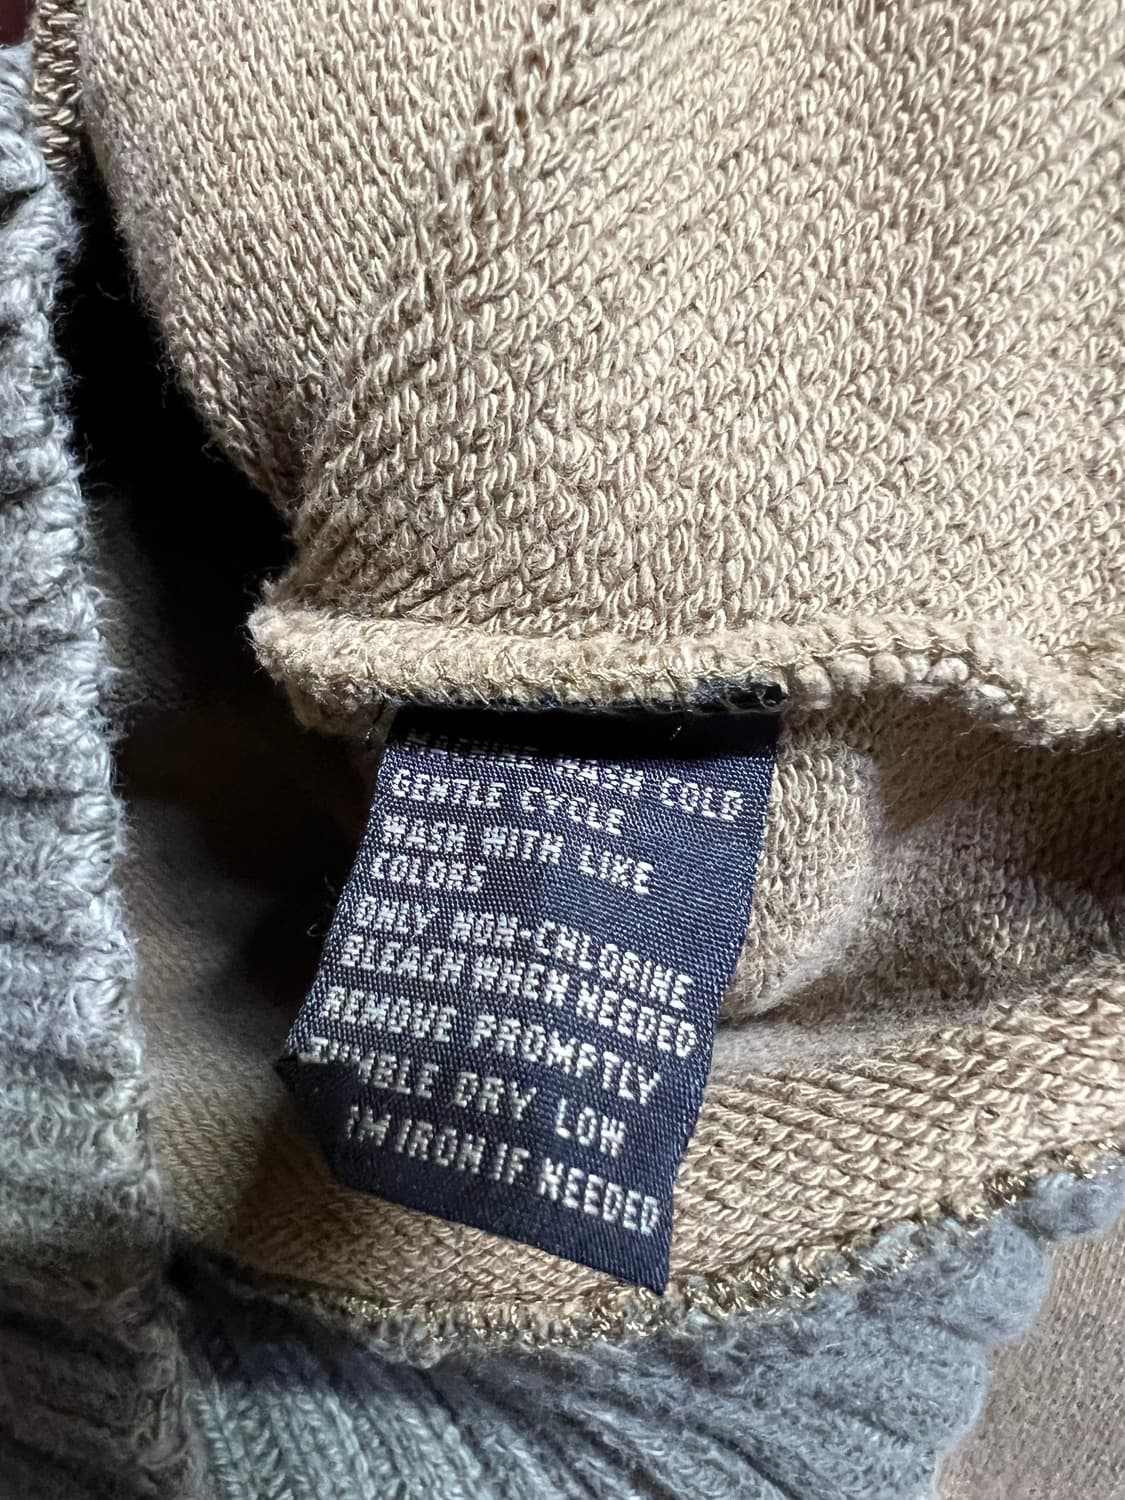 MACHINE WASH COLD
GENTLE CYCLE
WASH WITH LIKE
COLORS
ONLY NON-CHLORINE
BLEACH WHEN NEEDED
REMOVE PROMPTLY
TUMBLE DRY LOW
IRON IF NEEDED